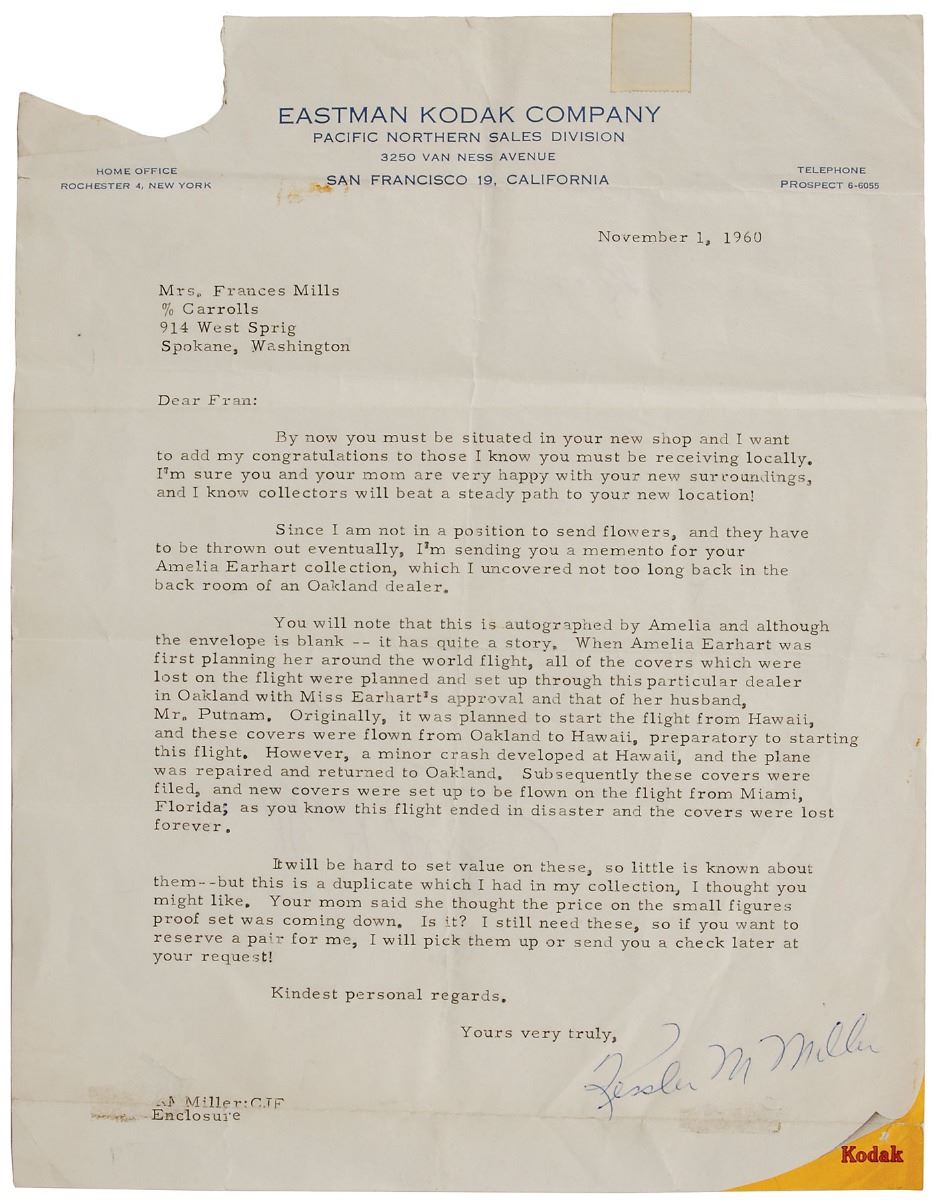 EASTMAN KODAK COMPANY
PACIFIC NORTHERN SALES DIVISION
3250 VAN NESS AVENUE
SAN FRANCISCO 19, CALIFORNIA
HOME OFFICE
ROCHESTER 4, NEW YORK
TELEPHONE
PROSPECT 6-6055
November 1, 1960
Mrs. Frances Mills
% Carrolls
914 West Sprig
Spokane, Washington
Dear Fran:
By now you must be situated in your new shop and I want
to add my congratulations to those I know you must be receiving locally.
I'm sure you and your mom are very happy with your new surroundings,
and I know collectors will beat a steady path to your new location!
Since I am not in a position to send flowers, and they have
to be thrown out eventually, I'm sending you a memento for your
Amelia Earhart collection, which I uncovered not too long back in the
back room of an Oakland dealer.
You will note that this is autographed by Amelia and although
the envelope is blank -- it has quite a story. When Amelia Earhart was
first planning her around the world flight, all of the covers which were
lost on the flight were planned and set up through this particular dealer
in Oakland with Miss Earhart's approval and that of her husband,
Mr. Putnam. Originally, it was planned to start the flight from Hawaii,
and these covers were flown from Oakland to Hawaii, preparatory to starting
this flight. However, a minor crash developed at Hawaii, and the plane
was repaired and returned to Oakland. Subsequently these covers were
filed, and new covers were set up to be flown on the flight from Miami,
Florida; as you know this flight ended in disaster and the covers were lost
forever.
It will be hard to set value on these, so little is known about
them--but this is a duplicate which I had in my collection, I thought you
might like. Your mom said she thought the price on the small figures
proof set was coming down. Is it? I still need these, so if you want to
reserve a pair for me, I will pick them up or send you a check later at
your request!
Kindest personal regards.
Yours very truly,
Kessler M Miller
Miller:CJF
Enclosure
Kodak